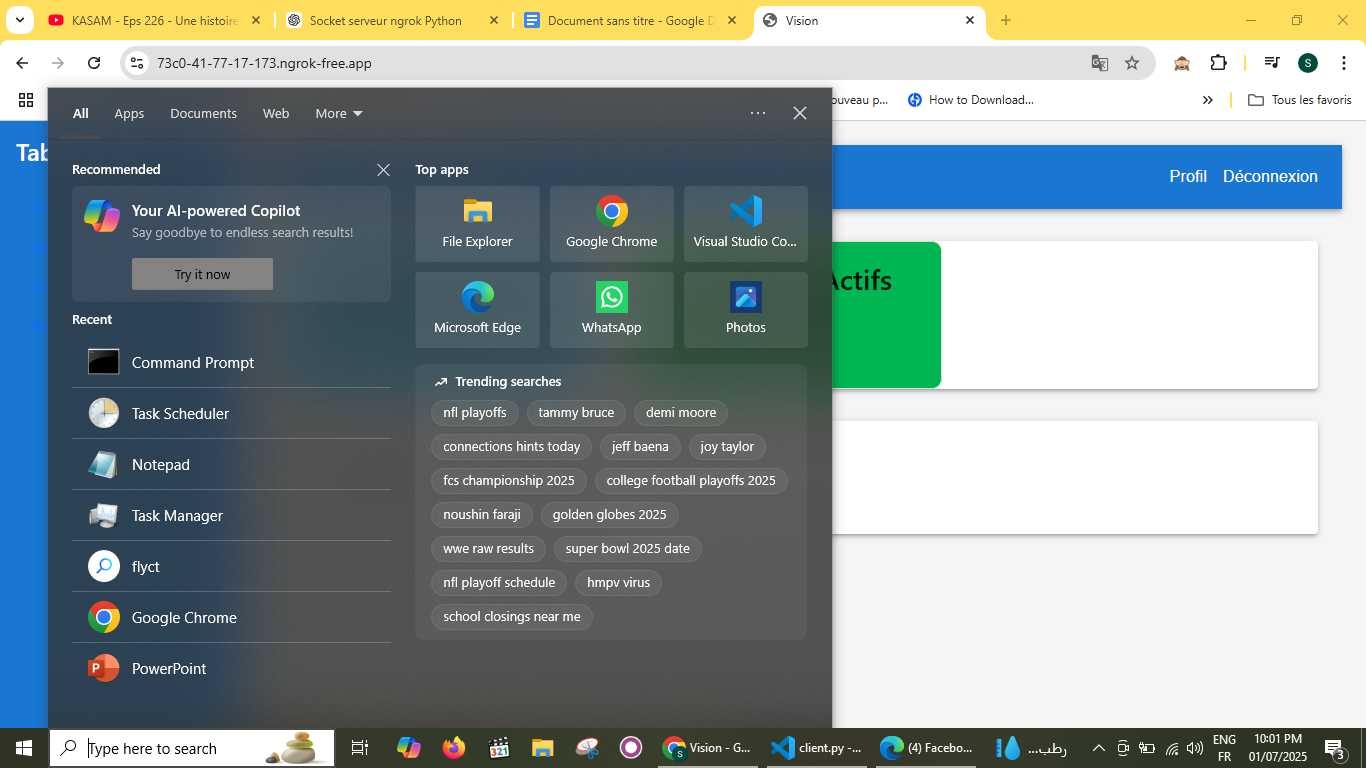 KASAM - Eps 226 - Une histoire
Socket serveur ngrok Python
Document sans titre - Google D
Vision
73c0-41-77-17-173.ngrok-free.app
ouveau p...
How to Download...
Tous les favoris
All
Apps
Documents
Web
More
Tab
Profil
Déconnexion
Recommended
Your AI-powered Copilot
Say goodbye to endless search results!
Try it now
Recent
Command Prompt
Task Scheduler
Notepad
Task Manager
flyct
Google Chrome
PowerPoint
Top apps
File Explorer
Google Chrome
Visual Studio Co...
Microsoft Edge
WhatsApp
Photos
Trending searches
nfl playoffs
tammy bruce
demi moore
connections hints today
jeff baena
joy taylor
fcs championship 2025
college football playoffs 2025
noushin faraji
golden globes 2025
wwe raw results
super bowl 2025 date
nfl playoff schedule
hmpv virus
school closings near me
Actifs
Type here to search
321
Vision - G...
client.py -...
(4) Facebo...
رطب...
ENG
FR
10:01 PM
01/07/2025
3